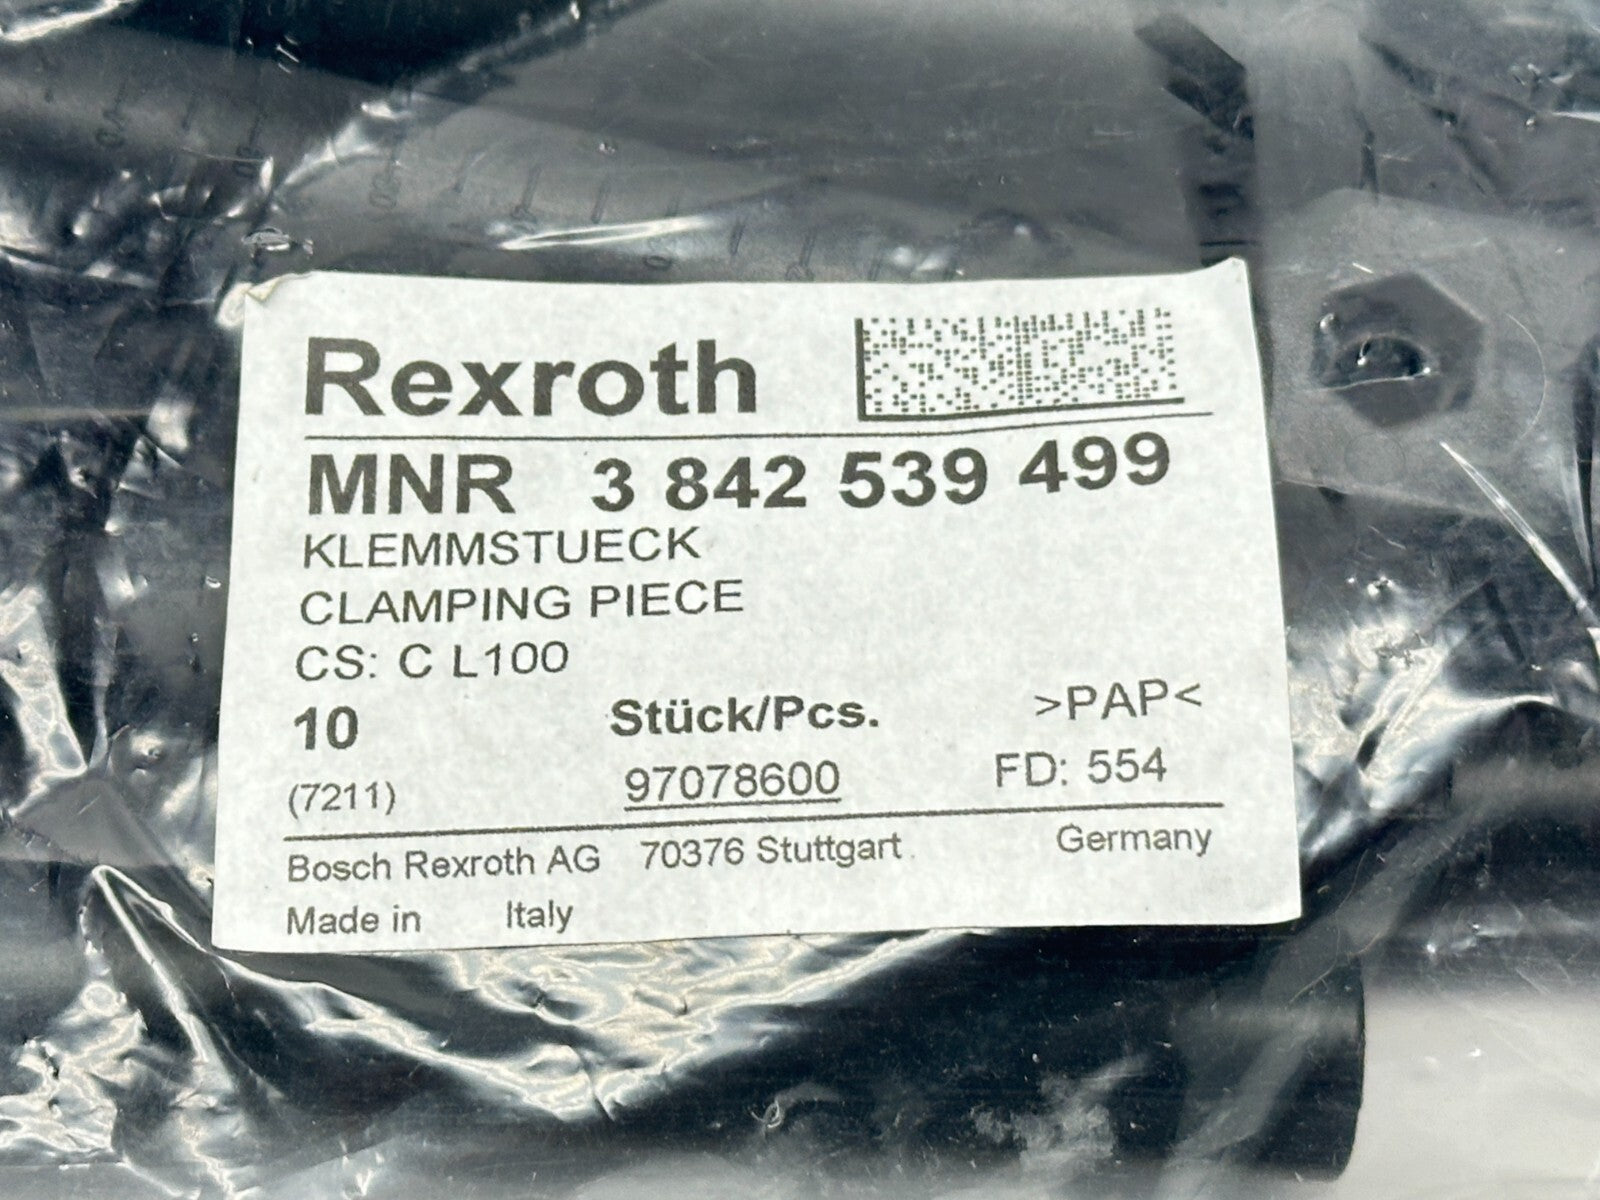 Rexroth
MNR 3 842 539 499
KLEMMSTUECK
CLAMPING PIECE
CS: C L100
10 Stück/Pcs. >PAP<
(7211) 97078600 FD: 554
Bosch Rexroth AG 70376 Stuttgart Germany
Made in Italy